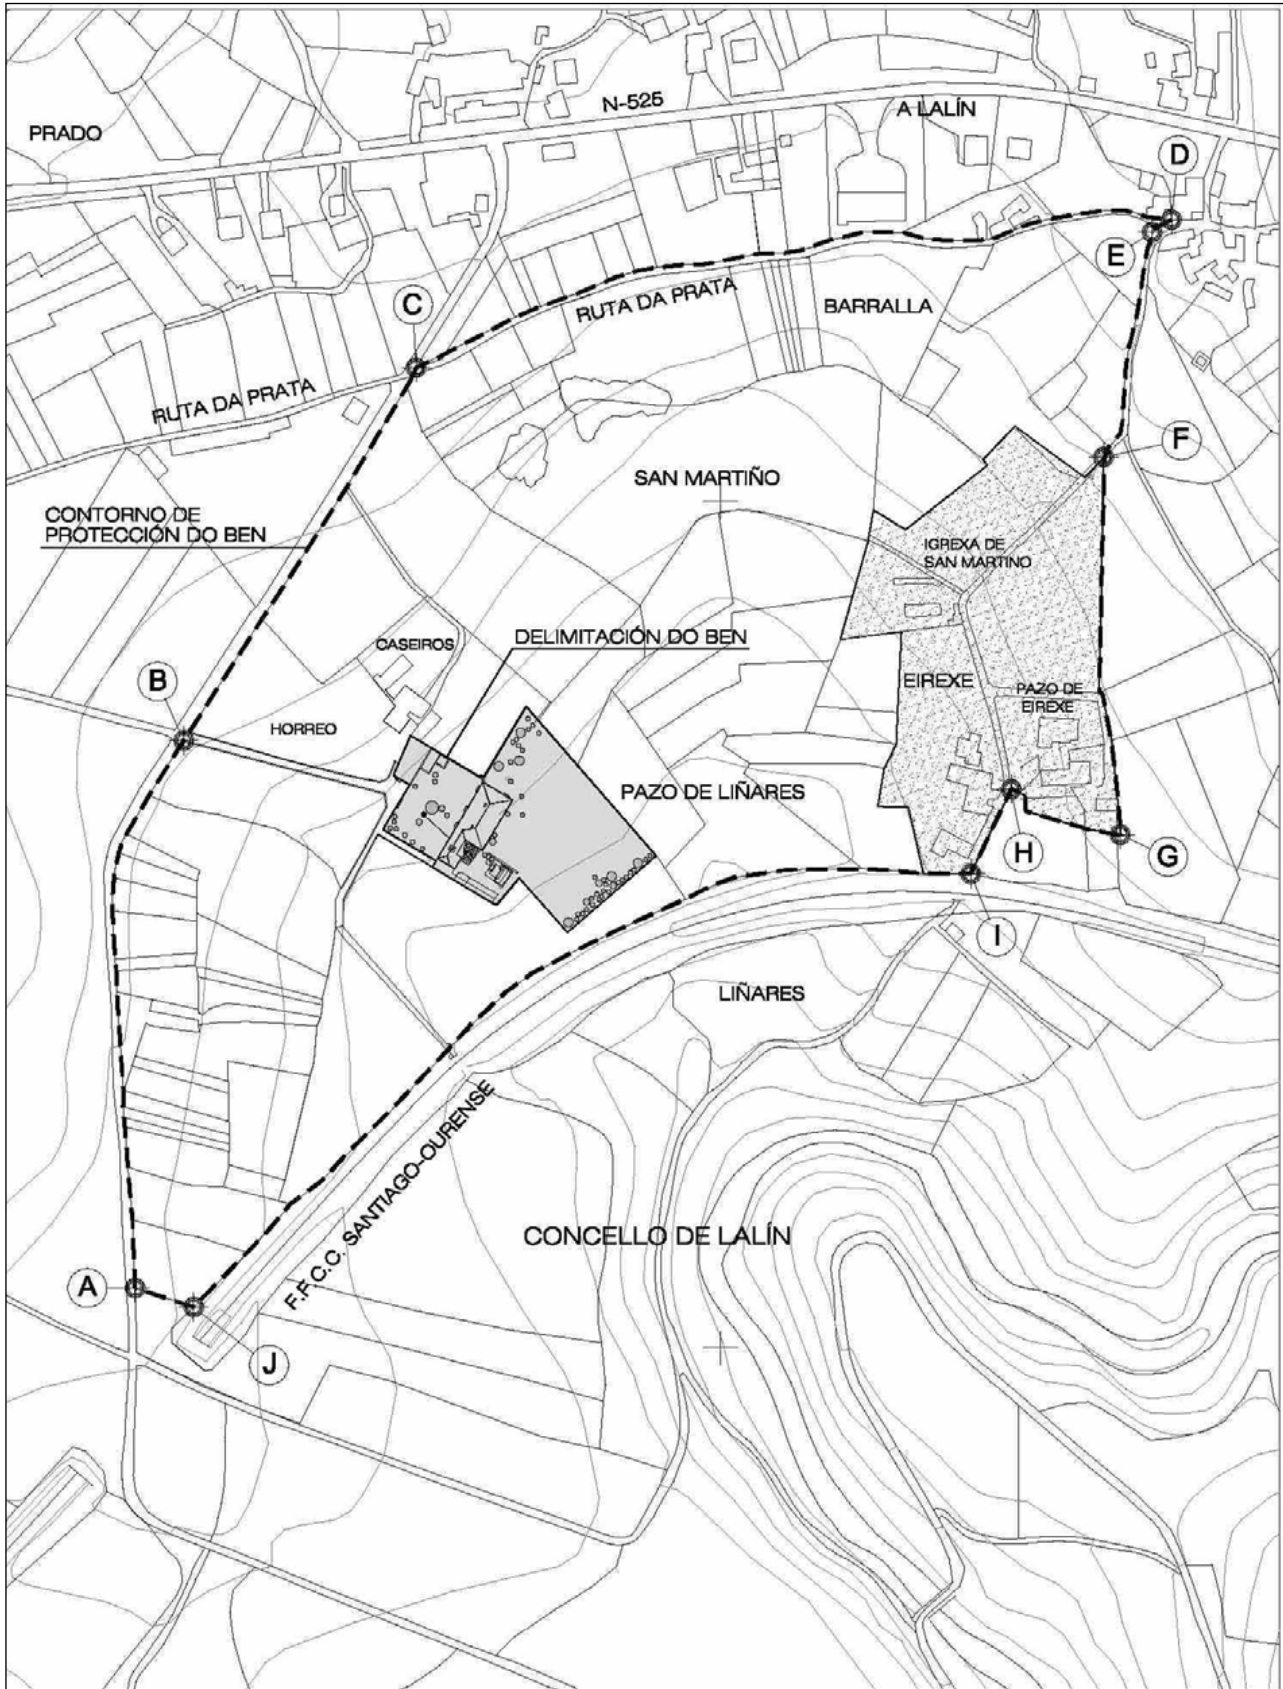 N-525
A LALÍN
PRADO
D
E
C
RUTA DA PRATA
BARRALLA
RUTA DA PRATA
F
SAN MARTIÑO
CONTORNO DE
PROTECCIÓN DO BEN
IGREXA DE
SAN MARTINO
CASEIROS
DELIMITACIÓN DO BEN
B
EIREXE
PAZO DE
EIREXE
HORREO
PAZO DE LIÑARES
H
G
I
LIÑARES
F.F.C.C. SANTIAGO-OURENSE
CONCELLO DE LALÍN
A
J